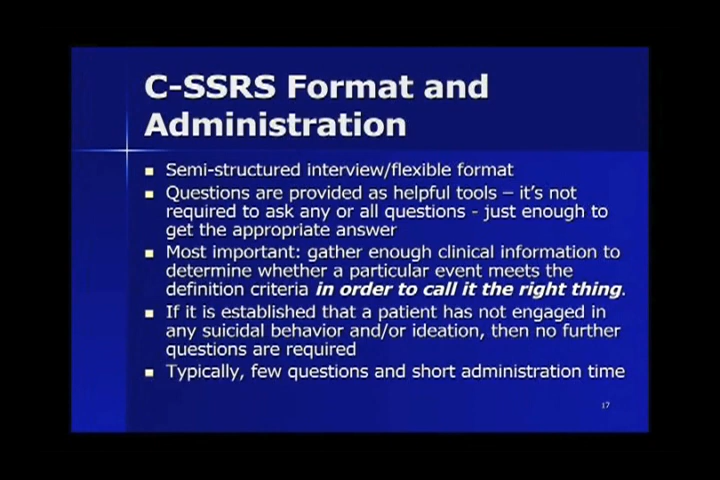 C-SSRS Format and
Administration
Semi-structured interview/flexible format
Questions are provided as helpful tools – it's not
required to ask any or all questions - just enough to
get the appropriate answer
Most important: gather enough clinical information to
determine whether a particular event meets the
definition criteria in order to call it the right thing.
If it is established that a patient has not engaged in
any suicidal behavior and/or ideation, then no further
questions are required
Typically, few questions and short administration time
17